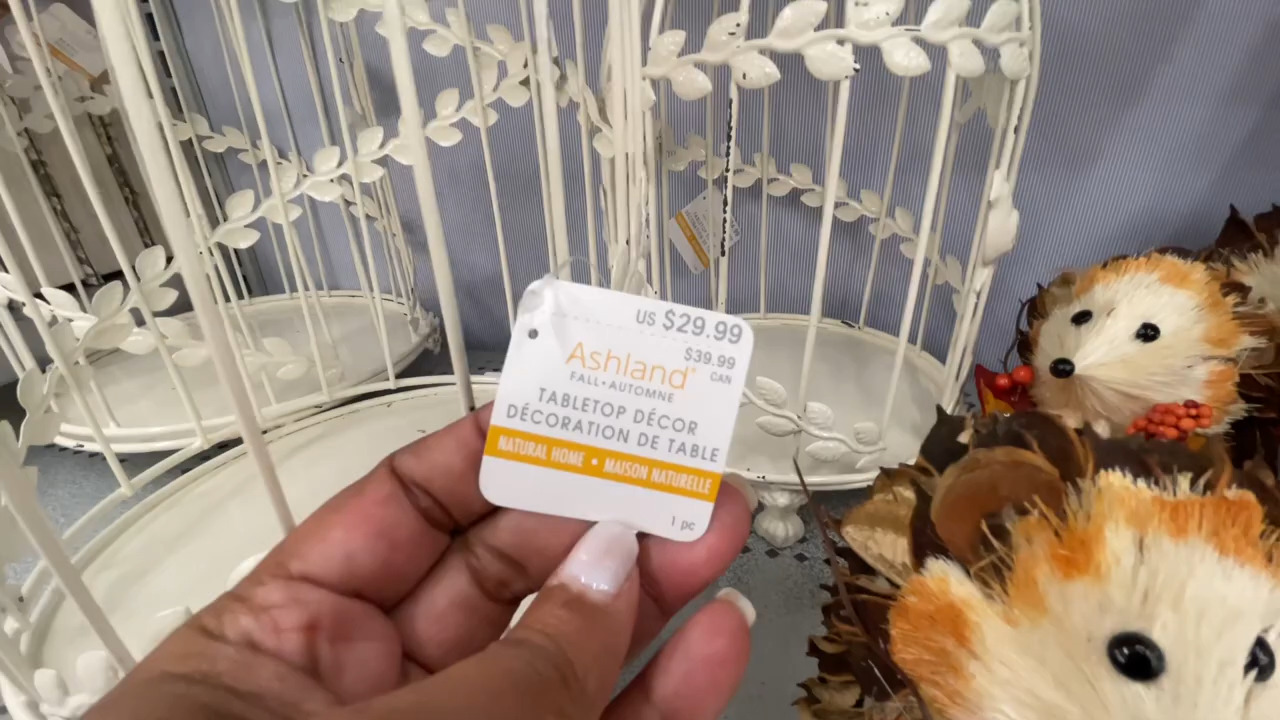 US $29.99
$39.99
CAN
Ashland®
FALL • AUTOMNE
TABLETOP DÉCOR
DÉCORATION DE TABLE
NATURAL HOME • MAISON NATURELLE
1 pc